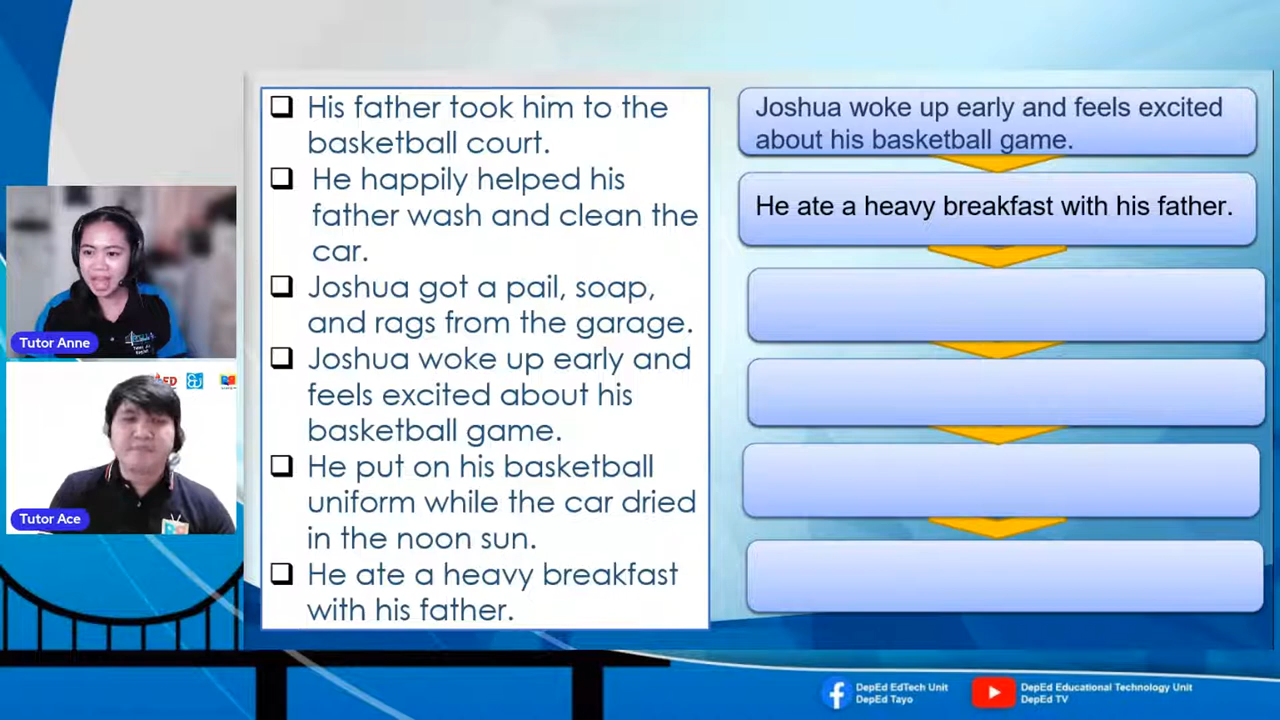 His father took him to the
basketball court.
He happily helped his
father wash and clean the
car.
Joshua got a pail, soap,
and rags from the garage.
Joshua woke up early and
feels excited about his
basketball game.
He put on his basketball
uniform while the car dried
in the noon sun.
He ate a heavy breakfast
with his father.
Joshua woke up early and feels excited
about his basketball game.
He ate a heavy breakfast with his father.
Tutor Anne
Tutor Ace
DepEd EdTech Unit
DepEd Tayo
DepEd Educational Technology Unit
DepEd TV